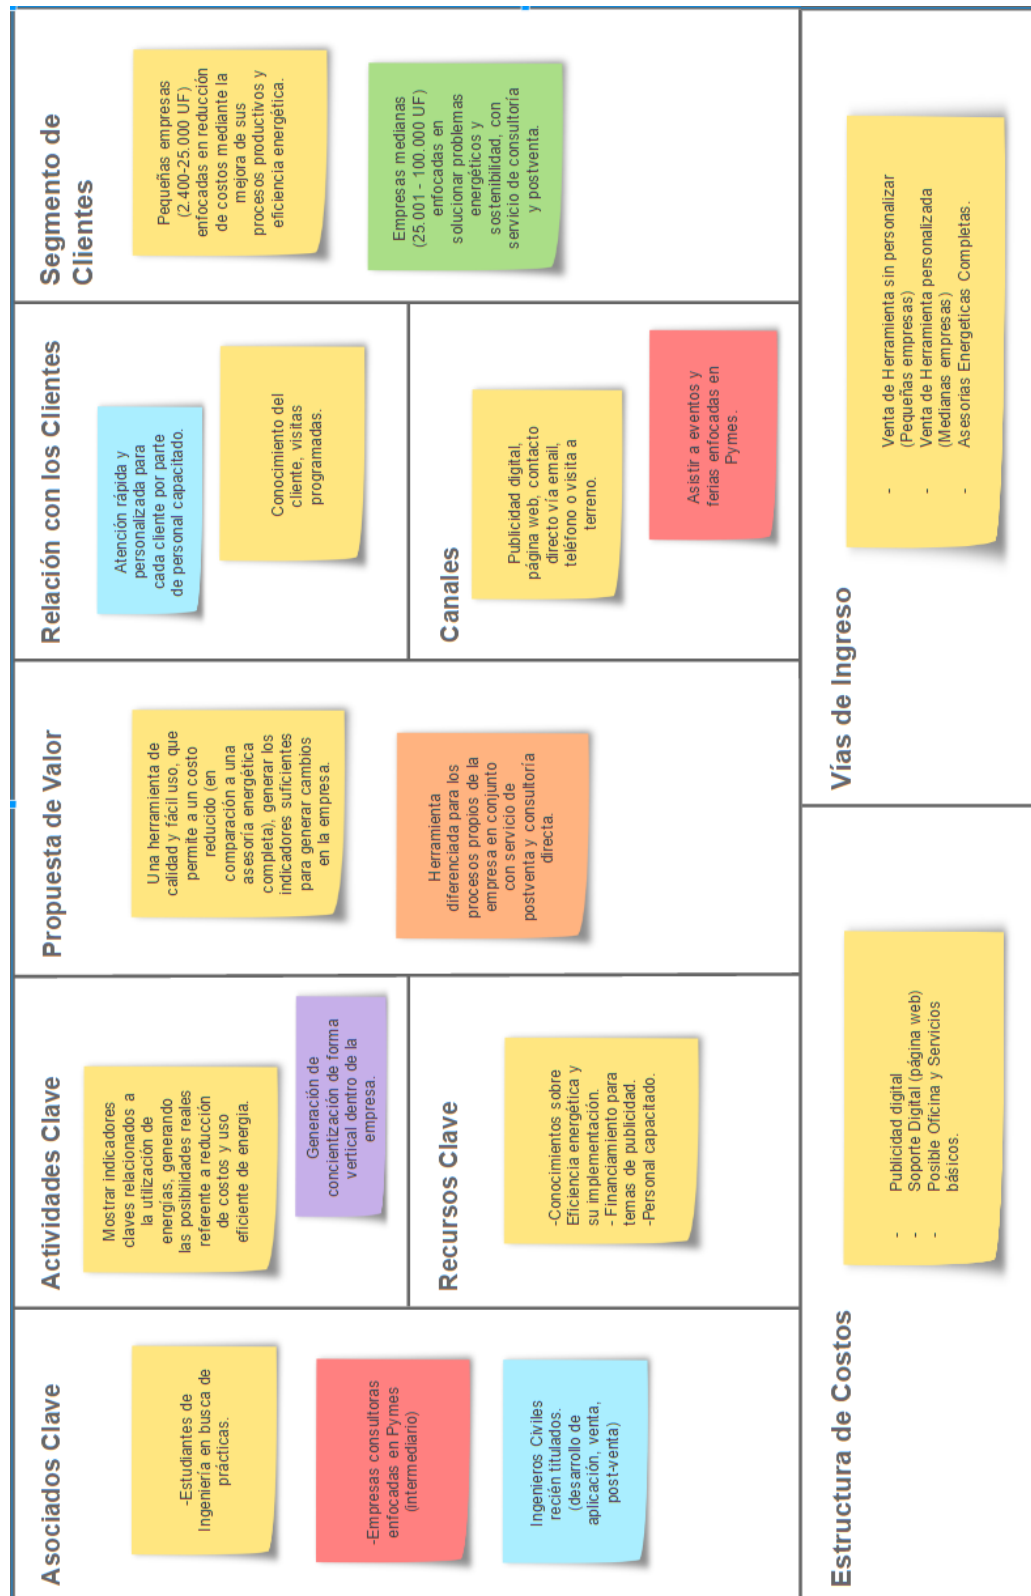 Asociados Clave
-Estudiantes de
Ingeniería en busca de
prácticas.
-Empresas consultoras
enfocadas en Pymes
(intermediario)
Ingenieros Civiles
recién titulados.
(desarrollo de
aplicación, venta,
post-venta)
Actividades Clave
Mostrar indicadores
claves relacionados a
la utilización de
energías, generando
las posibilidades reales
referente a reducción
de costos y uso
eficiente de energia.
Generación de
concientización de forma
vertical dentro de la
empresa.
Recursos Clave
-Conocimientos sobre
Eficiencia energética y
su implementación.
- Financiamiento para
temas de publicidad.
-Personal capacitado.
Propuesta de Valor
Una herramienta de
calidad y fácil uso, que
permite a un costo
reducido (en
comparación a una
asesoría energética
completa), generar los
indicadores suficientes
para generar cambios
en la empresa.
Herramienta
diferenciada para los
procesos propios de la
empresa en conjunto
con servicio de
postventa y consultoría
directa.
Relación con los Clientes
Atención rápida y
personalizada para
cada cliente por parte
de personal capacitado.
Conocimiento del
cliente, visitas
programadas.
Canales
Publicidad digital,
página web, contacto
directo vía email,
teléfono o visita a
terreno.
Asistir a eventos y
ferias enfocadas en
Pymes.
Segmento de
Clientes
Pequeñas empresas
(2.400-25.000 UF)
enfocadas en reducción
de costos mediante la
mejora de sus
procesos productivos y
eficiencia energética.
Empresas medianas
(25.001 - 100.000 UF)
enfocadas en
solucionar problemas
energéticos y
sostenibilidad, con
servicio de consultoría
y postventa.
Estructura de Costos
- Publicidad digital
- Soporte Digital (página web)
- Posible Oficina y Servicios
básicos.
Vías de Ingreso
- Venta de Herramienta sin personalizar
(Pequeñas empresas)
- Venta de Herramienta personalizada
(Medianas empresas)
- Asesorias Energeticas Completas.